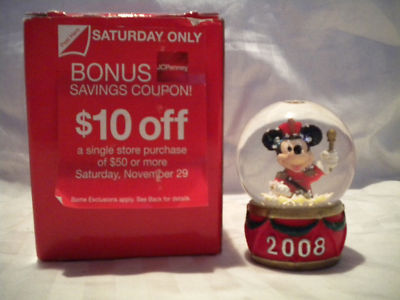 SATURDAY ONLY
BONUS
JCPenney
SAVINGS COUPON!
$10 off
a single store purchase
of $50 or more
Saturday, November 29
Some Exclusions apply. See Back for details.
2008